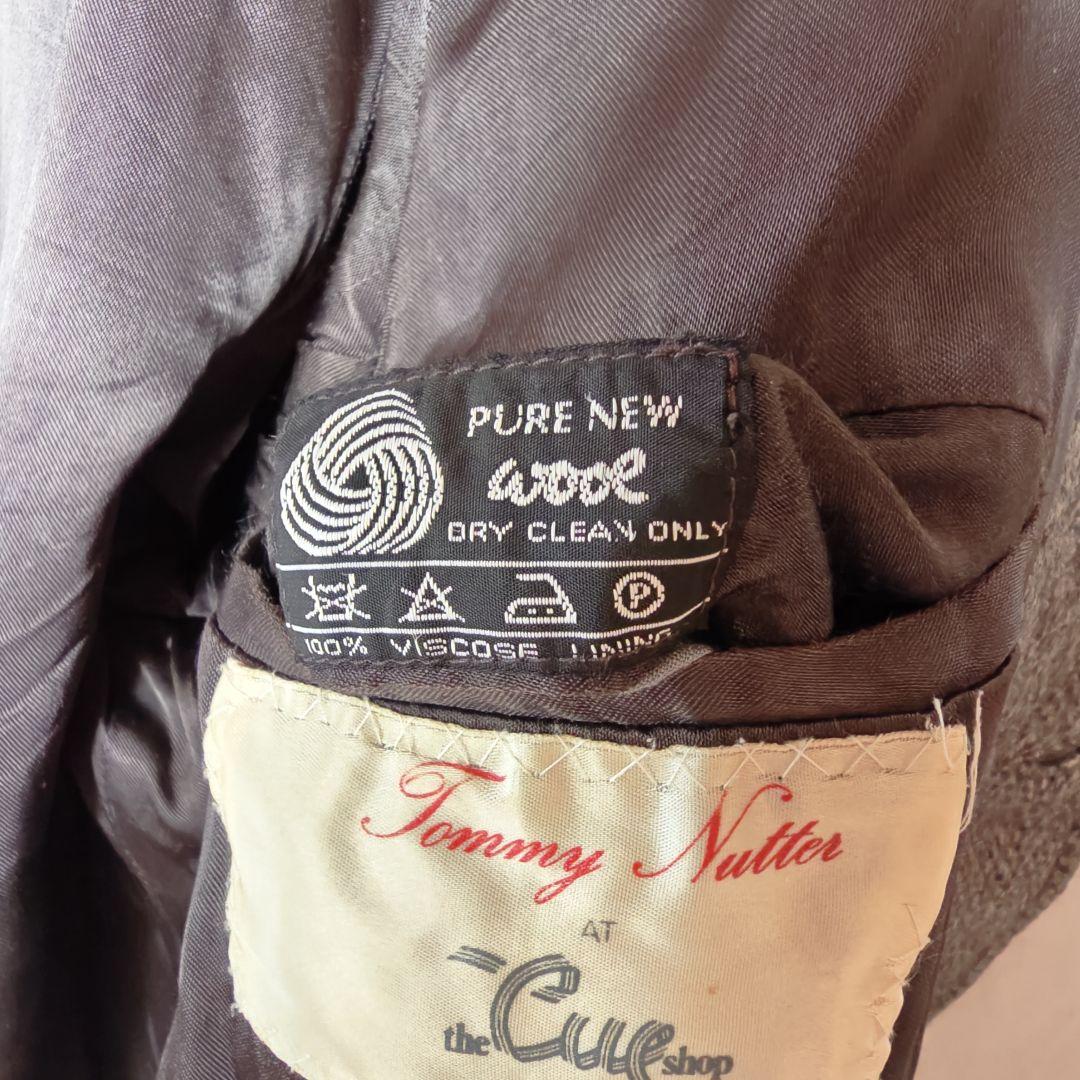 PURE NEW
wool
DRY CLEAN ONLY
P
100% VISCOSE LINING
Tommy Nutter
AT
the Cue shop